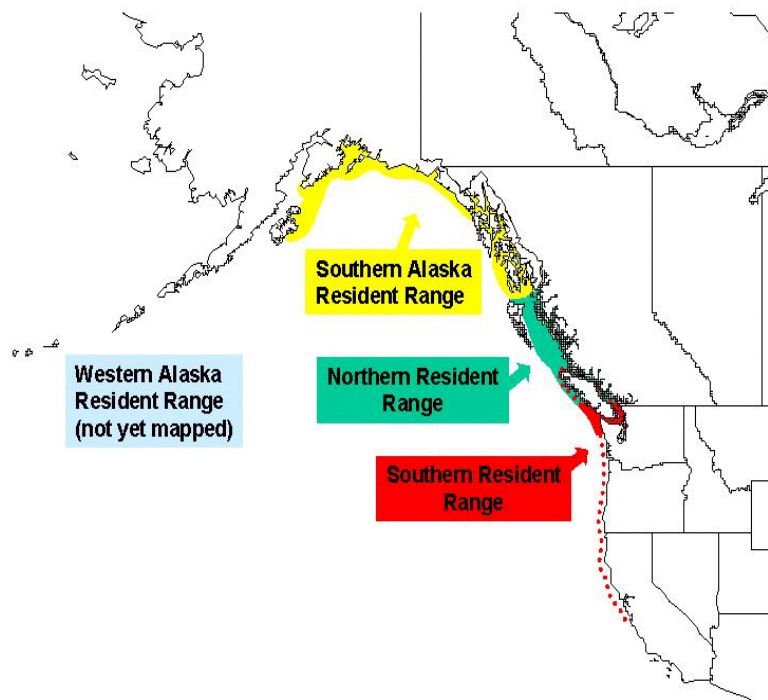 Southern Alaska
Resident Range
Western Alaska
Resident Range
(not yet mapped)
Northern Resident
Range
Southern Resident
Range